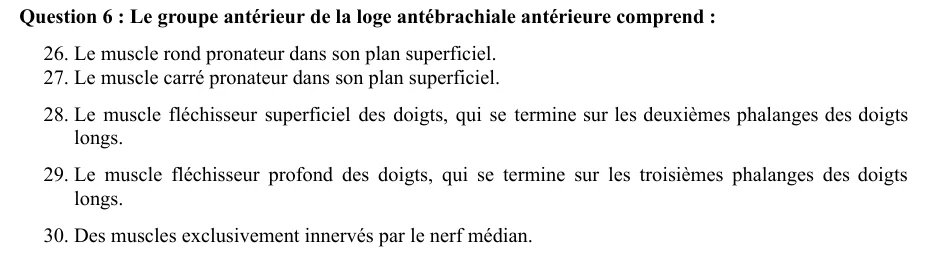 Question 6 : Le groupe antérieur de la loge antébrachiale antérieure comprend :
26. Le muscle rond pronateur dans son plan superficiel.
27. Le muscle carré pronateur dans son plan superficiel.
28. Le muscle fléchisseur superficiel des doigts, qui se termine sur les deuxièmes phalanges des doigts
longs.
29. Le muscle fléchisseur profond des doigts, qui se termine sur les troisièmes phalanges des doigts
longs.
30. Des muscles exclusivement innervés par le nerf médian.